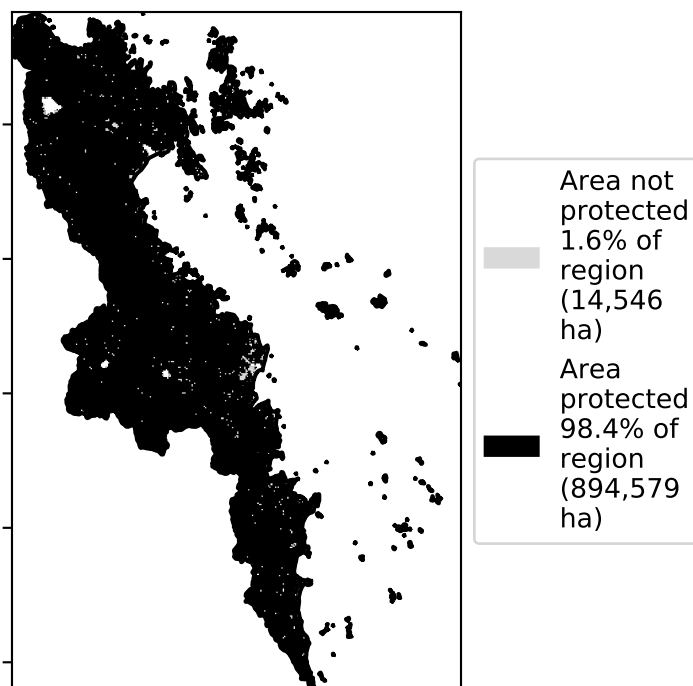 Area not
protected
1.6% of
region
(14,546
ha)
Area
protected
98.4% of
region
(894,579
ha)